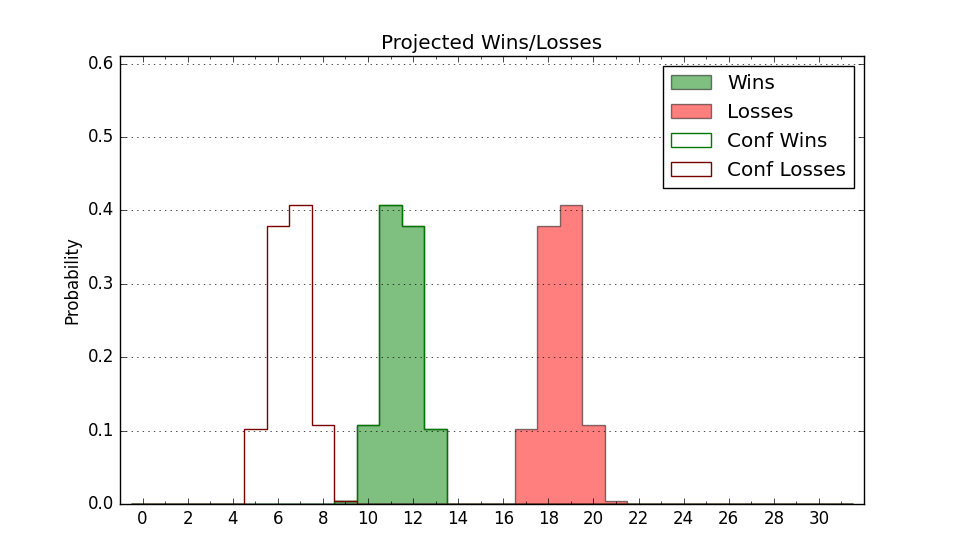 Projected Wins/Losses
Wins
Losses
Conf Wins
Conf Losses
Probability
0.6
0.5
0.4
0.3
0.2
0.1
0.0
0 2 4 6 8 10 12 14 16 18 20 22 24 26 28 30